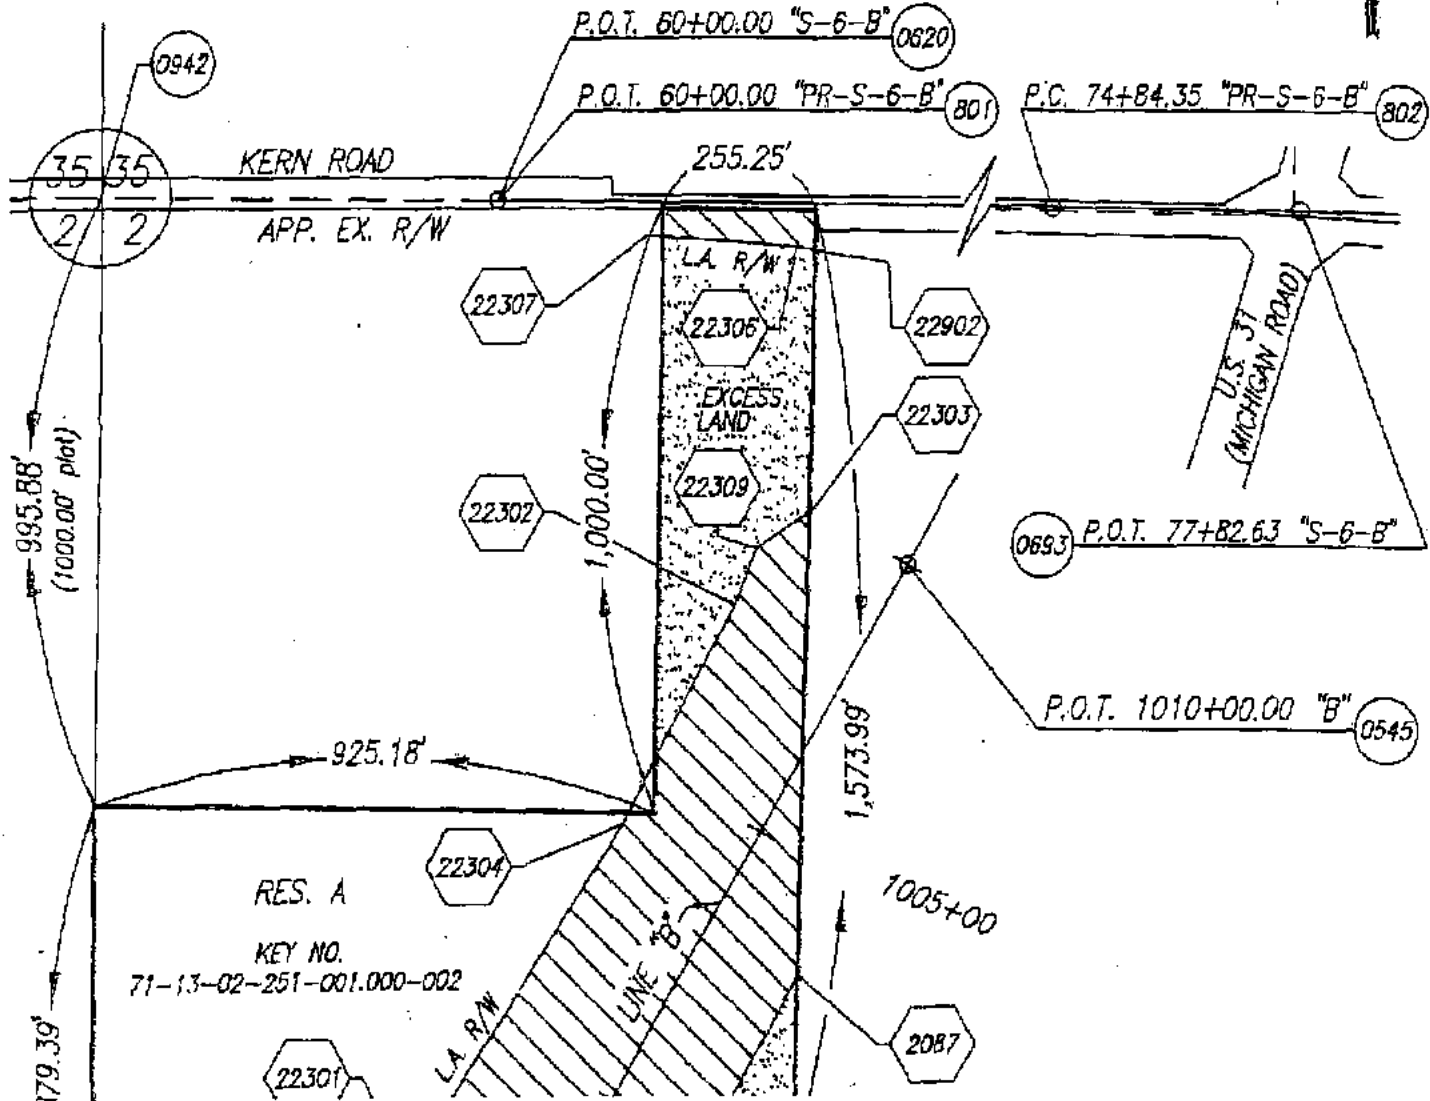 P.O.T. 60+00.00 "S-6-B" 0620
0942
P.O.T. 60+00.00 "PR-S-6-B" 801
P.C. 74+84.35 "PR-S-6-B" 802
35 35
KERN ROAD
255.25'
2 2
APP. EX. R/W
L.A. R/W
22307
22306
22902
U.S. 31
(MICHIGAN ROAD)
EXCESS
LAND
22303
995.88'
(1000.00' plat)
1,000.00'
22309
22302
0693 P.O.T. 77+82.63 "S-6-B"
P.O.T. 1010+00.00 "B" 0545
925.18'
1,573.99'
22304
RES. A
1005+00
KEY NO.
71-13-02-251-001.000-002
LINE "B"
L.A. R/W
2087
22301
79.39'